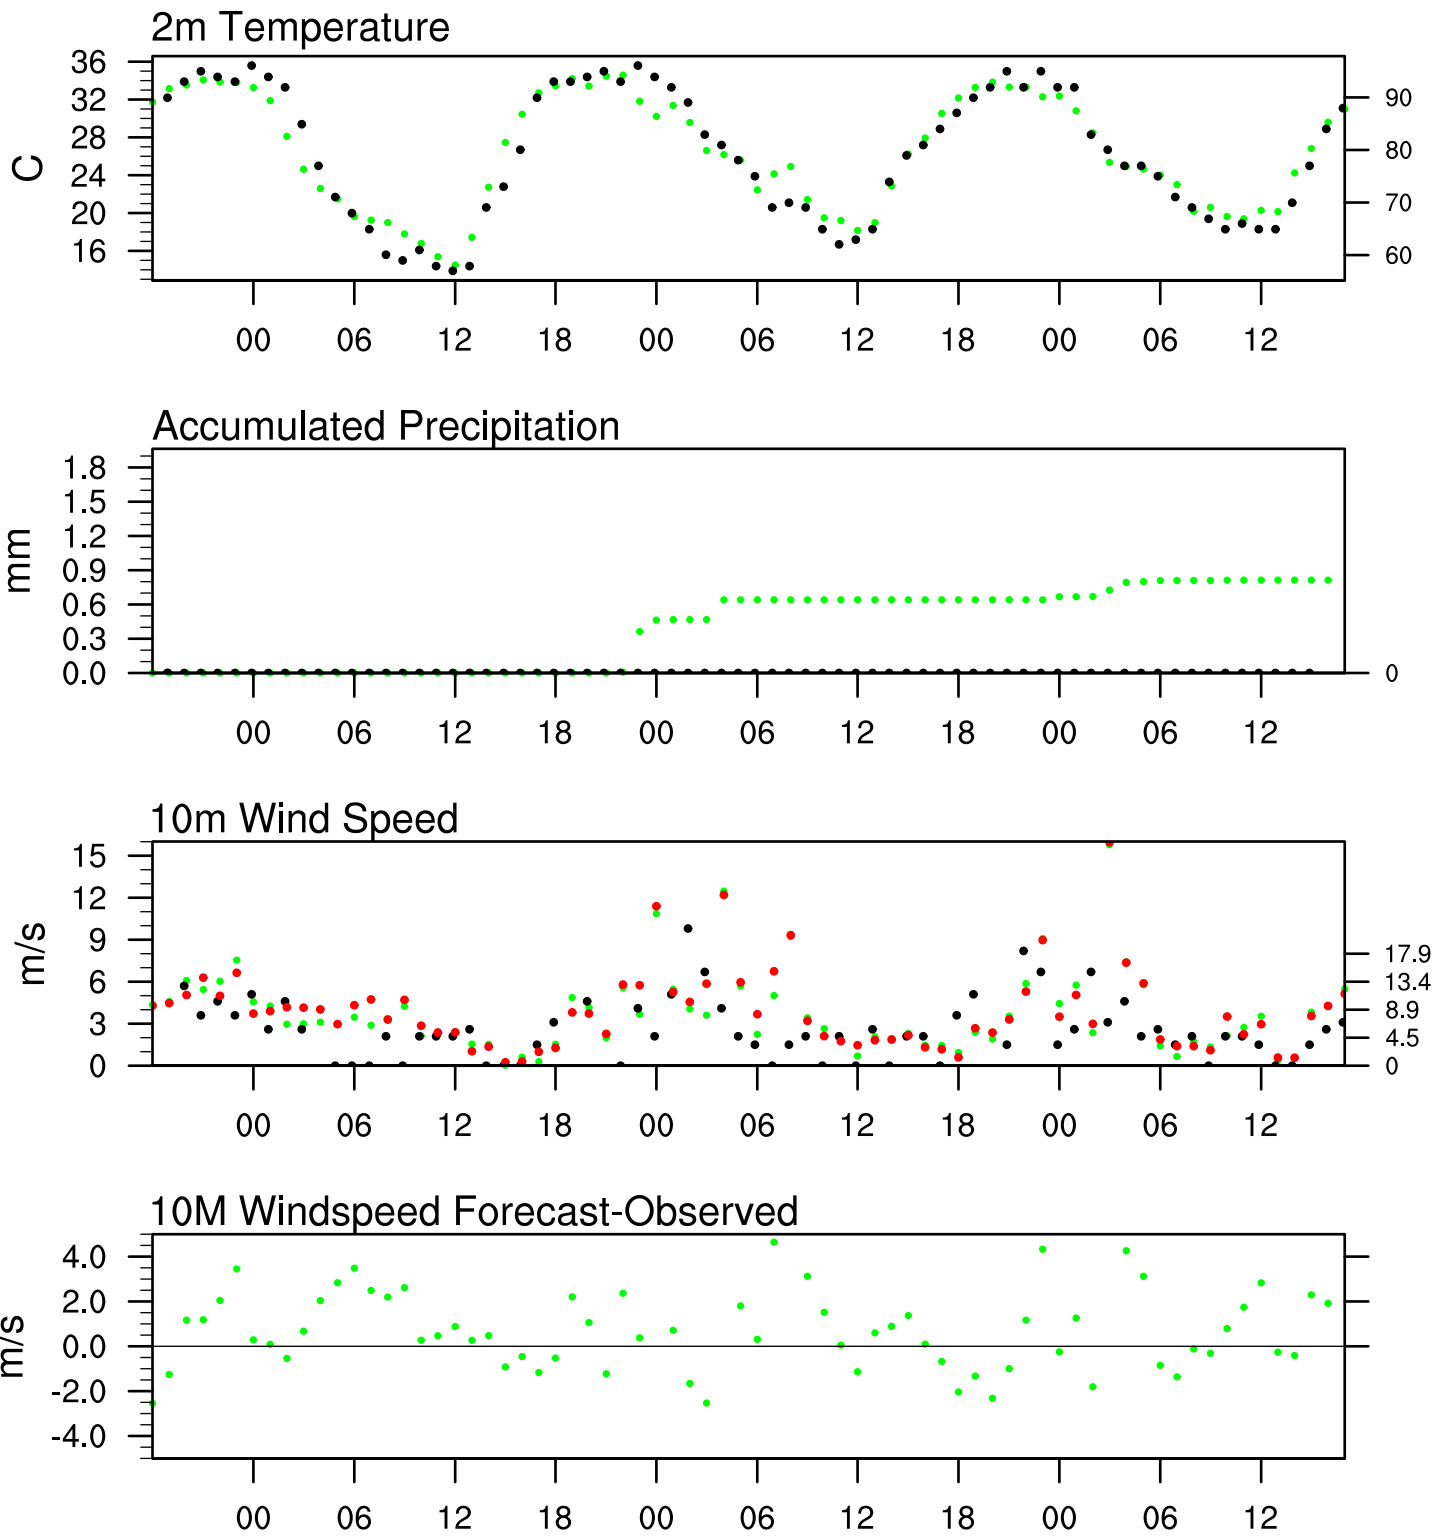 2m Temperature
36
32
28
24
20
16
C
90
80
70
60
00 06 12 18 00 06 12 18 00 06 12
Accumulated Precipitation
1.8
1.5
1.2
0.9
0.6
0.3
0.0
mm
0
00 06 12 18 00 06 12 18 00 06 12
10m Wind Speed
15
12
9
6
3
0
m/s
17.9
13.4
8.9
4.5
0
00 06 12 18 00 06 12 18 00 06 12
10M Windspeed Forecast-Observed
4.0
2.0
0.0
-2.0
-4.0
m/s
00 06 12 18 00 06 12 18 00 06 12